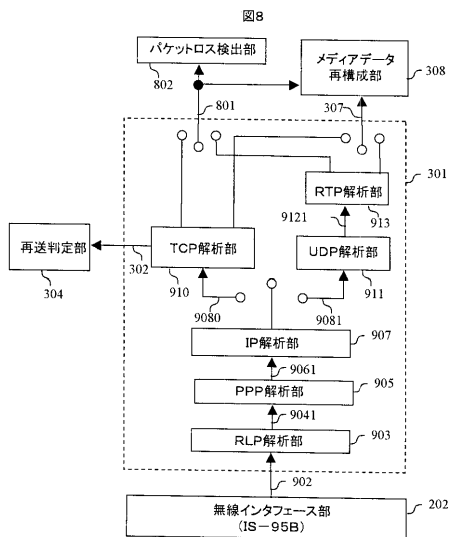 図8
パケットロス検出部
802
メディアデータ
再構成部
308
801
307
301
RTP解析部
913
9121
再送判定部
304
302
TCP解析部
910
UDP解析部
911
9080
9081
IP解析部
907
9061
PPP解析部
905
9041
RLP解析部
903
902
無線インタフェース部
(IS-95B)
202